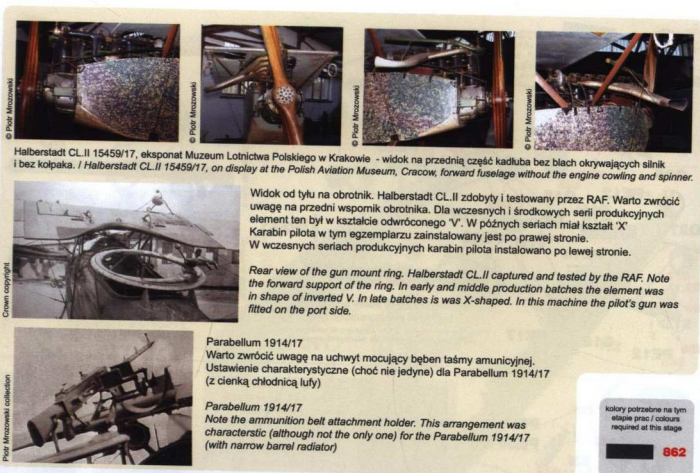 © Piotr Mrozowski
© Piotr Mrozowski
© Piotr Mrozowski
© Piotr Mrozowski
Halberstadt CL.II 15459/17, eksponat Muzeum Lotnictwa Polskiego w Krakowie - widok na przednią część kadłuba bez blach okrywających silnik
i bez kołpaka. / Halberstadt CL.II 15459/17, on display at the Polish Aviation Museum, Cracow, forward fuselage without the engine cowling and spinner.
Crown copyright
Widok od tyłu na obrotnik. Halberstadt CL.II zdobyty i testowany przez RAF. Warto zwrócić
uwagę na przedni wspornik obrotnika. Dla wczesnych i środkowych serii produkcyjnych
element ten był w kształcie odwróconego 'V'. W późnych seriach miał kształt 'X'
Karabin pilota w tym egzemplarzu zainstalowany jest po prawej stronie.
W wczesnych seriach produkcyjnych karabin pilota instalowano po lewej stronie.
Rear view of the gun mount ring. Halberstadt CL.II captured and tested by the RAF. Note
the forward support of the ring. In early and middle production batches the element was
in shape of inverted V. In late batches is was X-shaped. In this machine the pilot's gun was
fitted on the port side.
Piotr Mrozowski collection
Parabellum 1914/17
Warto zwrócić uwagę na uchwyt mocujący bęben taśmy amunicyjnej.
Ustawienie charakterystyczne (choć nie jedyne) dla Parabellum 1914/17
(z cienką chłodnicą lufy)
Parabellum 1914/17
Note the ammunition belt attachment holder. This arrangement was
characterstic (although not the only one) for the Parabellum 1914/17
(with narrow barrel radiator)
kolory potrzebne na tym
etapie prac / colours
required at this stage
862